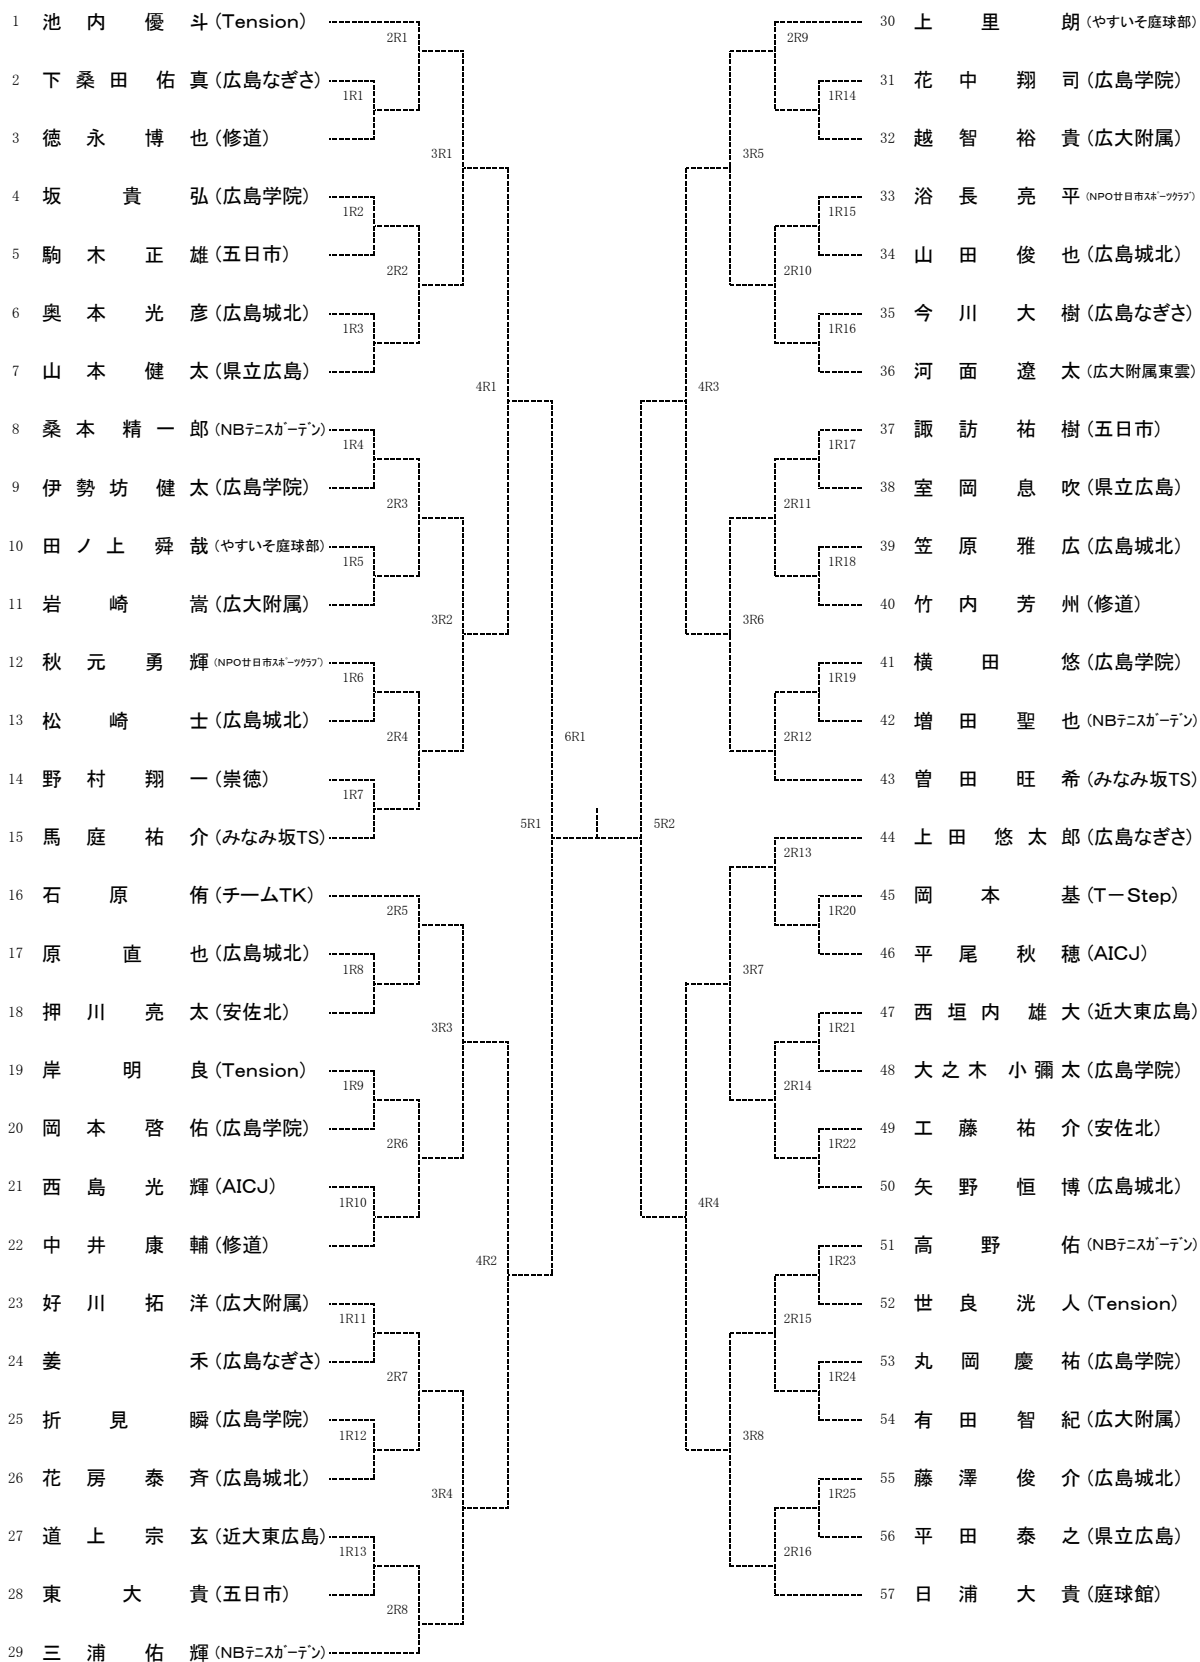 1 池内優斗 (Tension)
2R1
2 下桑田佑真 (広島なぎさ)
1R1
3 徳永博也 (修道)
3R1
4 坂貴弘 (広島学院)
1R2
5 駒木正雄 (五日市)
2R2
6 奥本光彦 (広島城北)
1R3
7 山本健太 (県立広島)
4R1
8 桑本精一郎 (NBテニスガーデン)
1R4
9 伊勢坊健太 (広島学院)
2R3
10 田ノ上舜哉 (やすいそ庭球部)
1R5
11 岩崎嵩 (広大附属)
3R2
12 秋元勇輝 (NPO廿日市スポーツクラブ)
1R6
13 松崎士 (広島城北)
2R4
14 野村翔一 (崇徳)
1R7
15 馬庭祐介 (みなみ坂TS)
5R1
6R1
16 石原侑 (チームTK)
2R5
17 原直也 (広島城北)
1R8
18 押川亮太 (安佐北)
3R3
19 岸明良 (Tension)
1R9
20 岡本啓佑 (広島学院)
2R6
21 西島光輝 (AICJ)
1R10
22 中井康輔 (修道)
4R2
23 好川拓洋 (広大附属)
1R11
24 姜禾 (広島なぎさ)
2R7
25 折見瞬 (広島学院)
1R12
26 花房泰斉 (広島城北)
3R4
27 道上宗玄 (近大東広島)
1R13
28 東大貴 (五日市)
2R8
29 三浦佑輝 (NBテニスガーデン)
30 上里朗 (やすいそ庭球部)
2R9
31 花中翔司 (広島学院)
1R14
32 越智裕貴 (広大附属)
3R5
33 浴長亮平 (NPO廿日市スポーツクラブ)
1R15
34 山田俊也 (広島城北)
2R10
35 今川大樹 (広島なぎさ)
1R16
36 河面遼太 (広大附属東雲)
4R3
37 諏訪祐樹 (五日市)
1R17
38 室岡息吹 (県立広島)
2R11
39 笠原雅広 (広島城北)
1R18
40 竹内芳州 (修道)
3R6
41 横田悠 (広島学院)
1R19
42 増田聖也 (NBテニスガーデン)
2R12
43 曽田旺希 (みなみ坂TS)
5R2
44 上田悠太郎 (広島なぎさ)
2R13
45 岡本基 (T－Step)
1R20
46 平尾秋穂 (AICJ)
3R7
47 西垣内雄大 (近大東広島)
1R21
48 大之木小彌太 (広島学院)
2R14
49 工藤祐介 (安佐北)
1R22
50 矢野恒博 (広島城北)
4R4
51 高野佑 (NBテニスガーデン)
1R23
52 世良洸人 (Tension)
2R15
53 丸岡慶祐 (広島学院)
1R24
54 有田智紀 (広大附属)
3R8
55 藤澤俊介 (広島城北)
1R25
56 平田泰之 (県立広島)
2R16
57 日浦大貴 (庭球館)